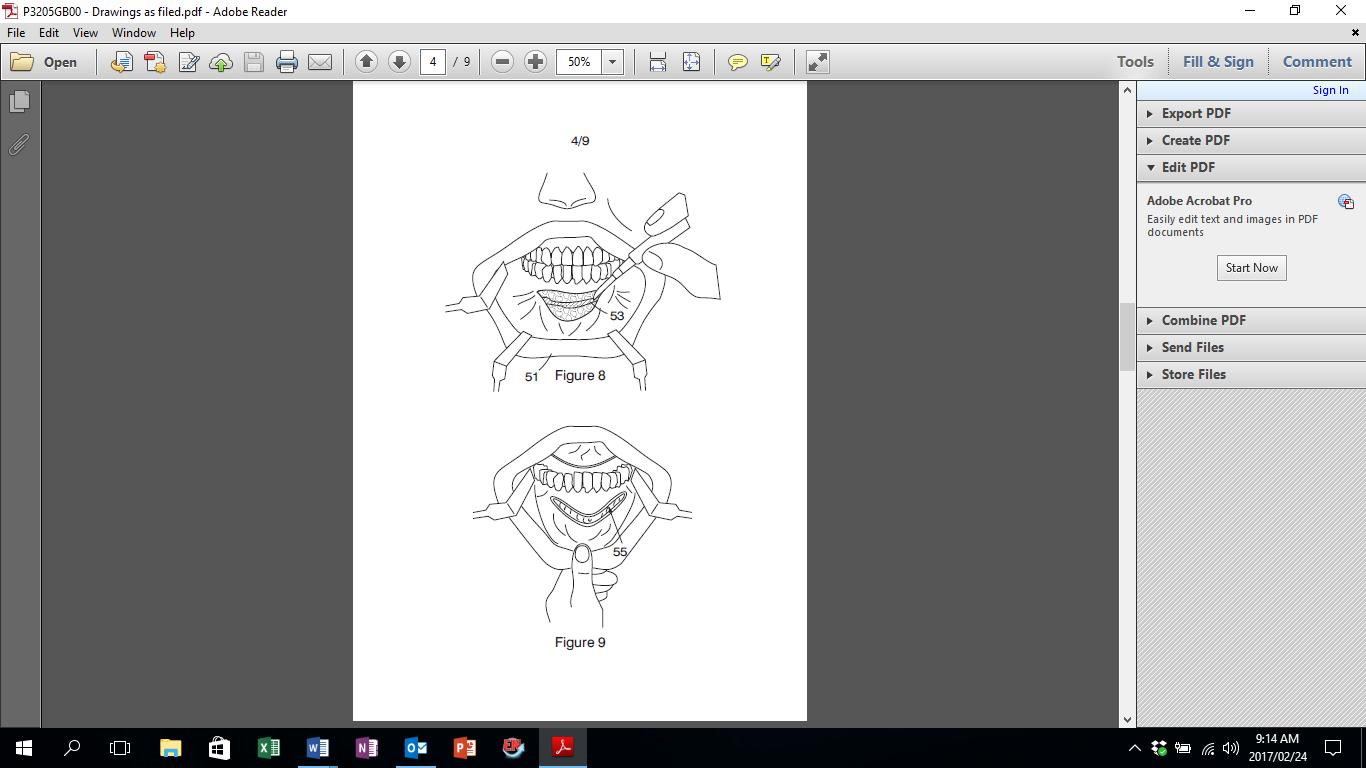 P3205GB00 - Drawings as filed.pdf - Adobe Reader
File Edit View Window Help
Open 4 / 9 50% Tools Fill & Sign Comment
Sign In
Export PDF
Create PDF
Edit PDF
Adobe Acrobat Pro
Easily edit text and images in PDF
documents
Start Now
Combine PDF
Send Files
Store Files
4/9
53
51 Figure 8
55
Figure 9
9:14 AM
2017/02/24